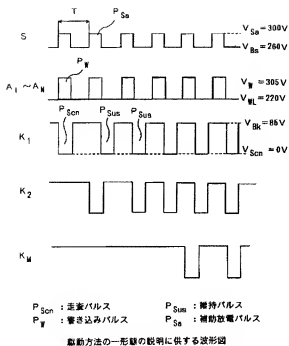 T
P_Sa
S
V_Sa=300V
V_Bs=260V
P_W
A_1 ～A_N
V_W=305V
V_WL=220V
P_Scn
P_Sus
P_Sus
V_Bk=85V
K_1
V_Scn=0V
K_2
K_M
P_Scn ：走査パルス
P_Sus ：維持パルス
P_W ：書き込みパルス
P_Sa ：補助放電パルス
駆動方法の一形態の説明に供する波形図